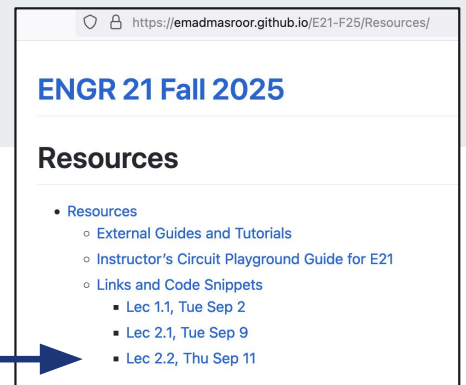 https://emadmasroor.github.io/E21-F25/Resources/
ENGR 21 Fall 2025
Resources
Resources
External Guides and Tutorials
Instructor's Circuit Playground Guide for E21
Links and Code Snippets
Lec 1.1, Tue Sep 2
Lec 2.1, Tue Sep 9
Lec 2.2, Thu Sep 11